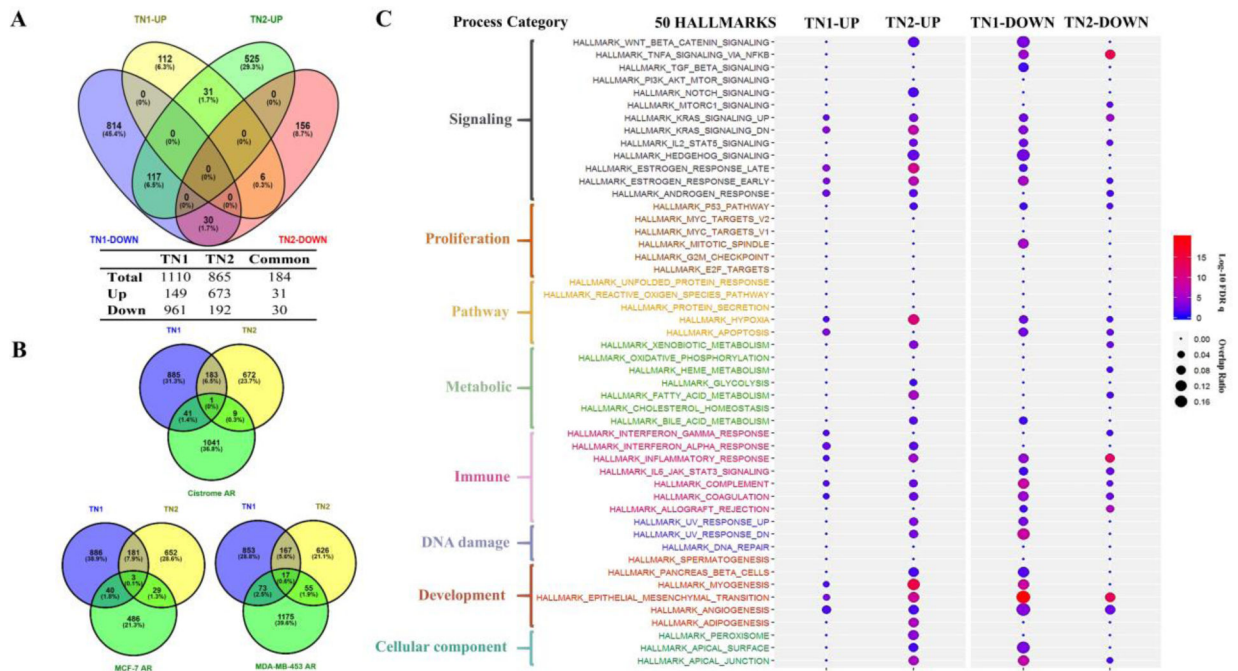 A
TN1-UP
TN2-UP
112
(6.3%)
525
(29.3%)
31
(1.7%)
0
(0%)
0
(0%)
814
(45.4%)
0
(0%)
0
(0%)
156
(8.7%)
0
(0%)
117
(6.5%)
6
(0.3%)
0
(0%)
0
(0%)
30
(1.7%)
TN1-DOWN
TN2-DOWN
TN1 TN2 Common
Total 1110 865 184
Up 149 673 31
Down 961 192 30
B
TN1
TN2
885
(31.3%)
183
(6.5%)
672
(23.7%)
1
(0%)
41
(1.4%)
9
(0.3%)
1041
(36.8%)
Cistrome AR
TN1
TN2
886
(38.9%)
181
(7.9%)
652
(28.6%)
3
(0.1%)
40
(1.8%)
29
(1.3%)
486
(21.3%)
MCF-7 AR
TN1
TN2
853
(28.8%)
167
(5.6%)
626
(21.1%)
17
(0.6%)
73
(2.5%)
55
(1.9%)
1175
(39.6%)
MDA-MB-453 AR
C
Process Category 50 HALLMARKS TN1-UP TN2-UP TN1-DOWN TN2-DOWN
Signaling
HALLMARK_WNT_BETA_CATENIN_SIGNALING
HALLMARK_TNFA_SIGNALING_VIA_NFKB
HALLMARK_TGF_BETA_SIGNALING
HALLMARK_PI3K_AKT_MTOR_SIGNALING
HALLMARK_NOTCH_SIGNALING
HALLMARK_MTORC1_SIGNALING
HALLMARK_KRAS_SIGNALING_UP
HALLMARK_KRAS_SIGNALING_DN
HALLMARK_IL2_STAT5_SIGNALING
HALLMARK_HEDGEHOG_SIGNALING
HALLMARK_ESTROGEN_RESPONSE_LATE
HALLMARK_ESTROGEN_RESPONSE_EARLY
HALLMARK_ANDROGEN_RESPONSE
Proliferation
HALLMARK_P53_PATHWAY
HALLMARK_MYC_TARGETS_V2
HALLMARK_MYC_TARGETS_V1
HALLMARK_MITOTIC_SPINDLE
HALLMARK_G2M_CHECKPOINT
HALLMARK_E2F_TARGETS
Pathway
HALLMARK_UNFOLDED_PROTEIN_RESPONSE
HALLMARK_REACTIVE_OXIGEN_SPECIES_PATHWAY
HALLMARK_PROTEIN_SECRETION
HALLMARK_HYPOXIA
HALLMARK_APOPTOSIS
Metabolic
HALLMARK_XENOBIOTIC_METABOLISM
HALLMARK_OXIDATIVE_PHOSPHORYLATION
HALLMARK_HEME_METABOLISM
HALLMARK_GLYCOLYSIS
HALLMARK_FATTY_ACID_METABOLISM
HALLMARK_CHOLESTEROL_HOMEOSTASIS
HALLMARK_BILE_ACID_METABOLISM
Immune
HALLMARK_INTERFERON_GAMMA_RESPONSE
HALLMARK_INTERFERON_ALPHA_RESPONSE
HALLMARK_INFLAMMATORY_RESPONSE
HALLMARK_IL6_JAK_STAT3_SIGNALING
HALLMARK_COMPLEMENT
HALLMARK_COAGULATION
HALLMARK_ALLOGRAFT_REJECTION
DNA damage
HALLMARK_UV_RESPONSE_UP
HALLMARK_UV_RESPONSE_DN
HALLMARK_DNA_REPAIR
Development
HALLMARK_SPERMATOGENESIS
HALLMARK_PANCREAS_BETA_CELLS
HALLMARK_MYOGENESIS
HALLMARK_EPITHELIAL_MESENCHYMAL_TRANSITION
HALLMARK_ANGIOGENESIS
HALLMARK_ADIPOGENESIS
Cellular component
HALLMARK_PEROXISOME
HALLMARK_APICAL_SURFACE
HALLMARK_APICAL_JUNCTION
Log-10 FDR q
15
10
5
0
Overlap Ratio
0.00
0.04
0.08
0.12
0.16